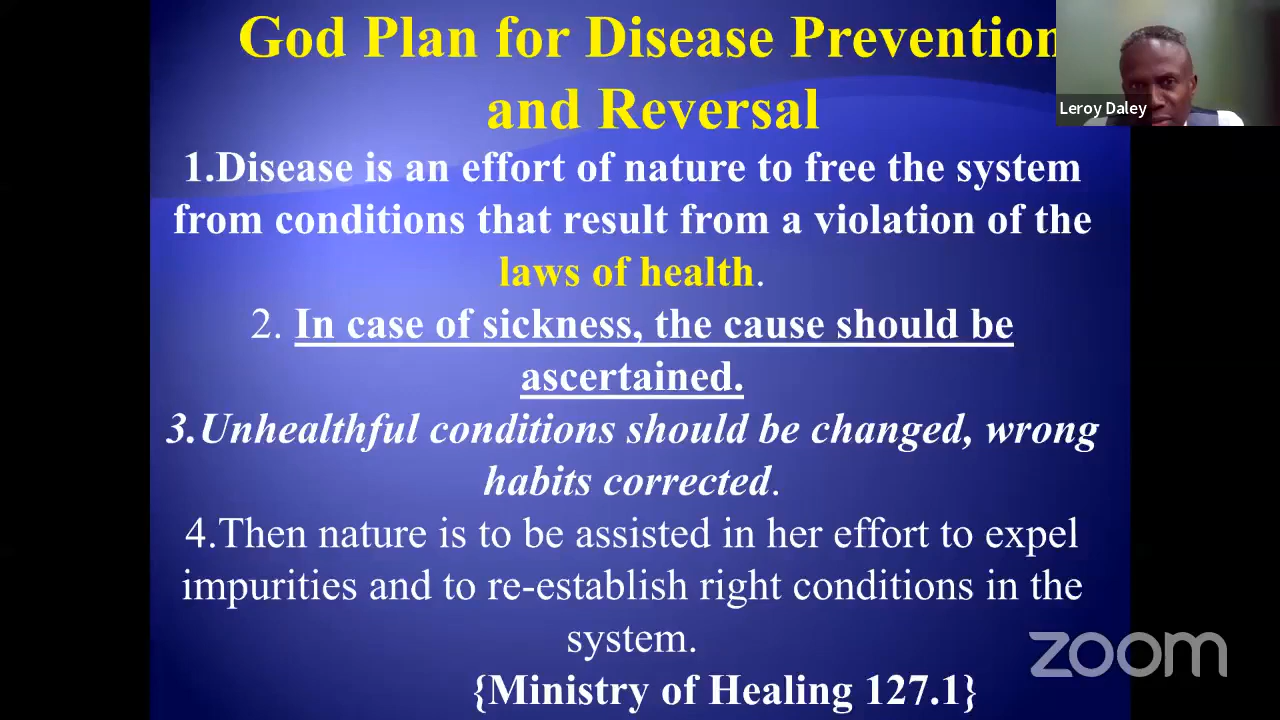 God Plan for Disease Prevention
and Reversal
Leroy Daley
1.Disease is an effort of nature to free the system
from conditions that result from a violation of the
laws of health.
2. In case of sickness, the cause should be
ascertained.
3.Unhealthful conditions should be changed, wrong
habits corrected.
4.Then nature is to be assisted in her effort to expel
impurities and to re-establish right conditions in the
system.
{Ministry of Healing 127.1}
zoom